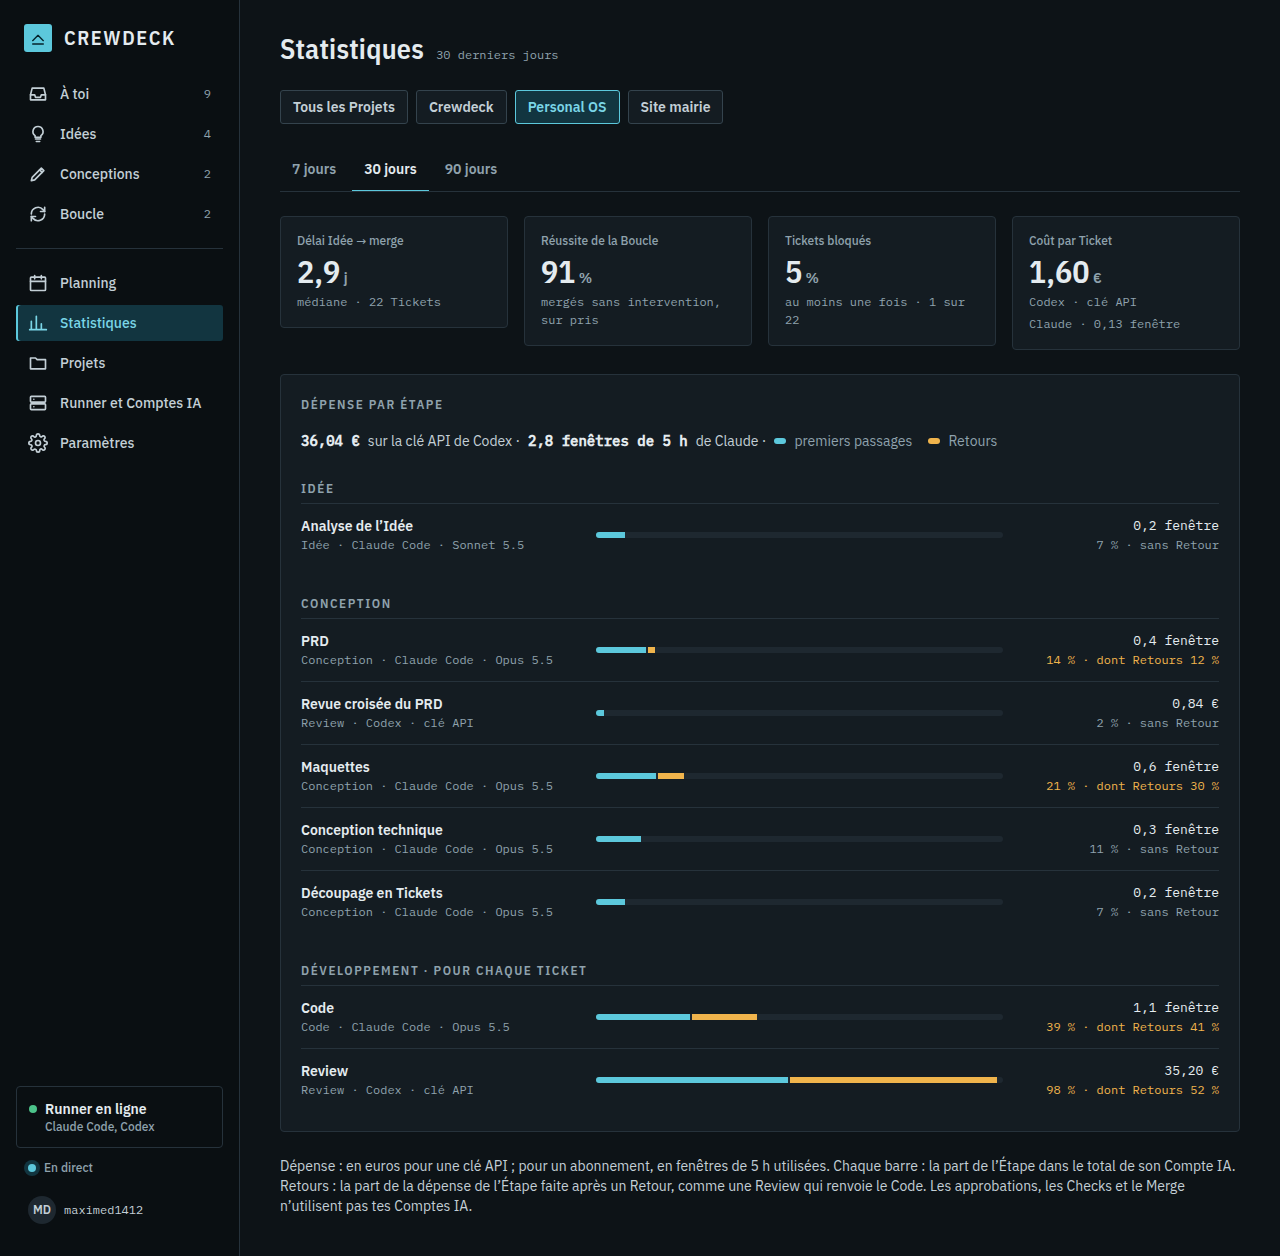 CREWDECK
À toi 9
Idées 4
Conceptions 2
Boucle 2
Planning
Statistiques
Projets
Runner et Comptes IA
Paramètres
Runner en ligne
Claude Code, Codex
En direct
MD maximed1412
Statistiques 30 derniers jours
Tous les Projets Crewdeck Personal OS Site mairie
7 jours 30 jours 90 jours
Délai Idée → merge
2,9 j
médiane · 22 Tickets
Réussite de la Boucle
91 %
mergés sans intervention,
sur pris
Tickets bloqués
5 %
au moins une fois · 1 sur
22
Coût par Ticket
1,60 €
Codex · clé API
Claude · 0,13 fenêtre
DÉPENSE PAR ÉTAPE
36,04 € sur la clé API de Codex · 2,8 fenêtres de 5 h de Claude · premiers passages Retours
IDÉE
Analyse de l’Idée 0,2 fenêtre
Idée · Claude Code · Sonnet 5.5 7 % · sans Retour
CONCEPTION
PRD 0,4 fenêtre
Conception · Claude Code · Opus 5.5 14 % · dont Retours 12 %
Revue croisée du PRD 0,84 €
Review · Codex · clé API 2 % · sans Retour
Maquettes 0,6 fenêtre
Conception · Claude Code · Opus 5.5 21 % · dont Retours 30 %
Conception technique 0,3 fenêtre
Conception · Claude Code · Opus 5.5 11 % · sans Retour
Découpage en Tickets 0,2 fenêtre
Conception · Claude Code · Opus 5.5 7 % · sans Retour
DÉVELOPPEMENT · POUR CHAQUE TICKET
Code 1,1 fenêtre
Code · Claude Code · Opus 5.5 39 % · dont Retours 41 %
Review 35,20 €
Review · Codex · clé API 98 % · dont Retours 52 %
Dépense : en euros pour une clé API ; pour un abonnement, en fenêtres de 5 h utilisées. Chaque barre : la part de l’Étape dans le total de son Compte IA.
Retours : la part de la dépense de l’Étape faite après un Retour, comme une Review qui renvoie le Code. Les approbations, les Checks et le Merge
n’utilisent pas tes Comptes IA.